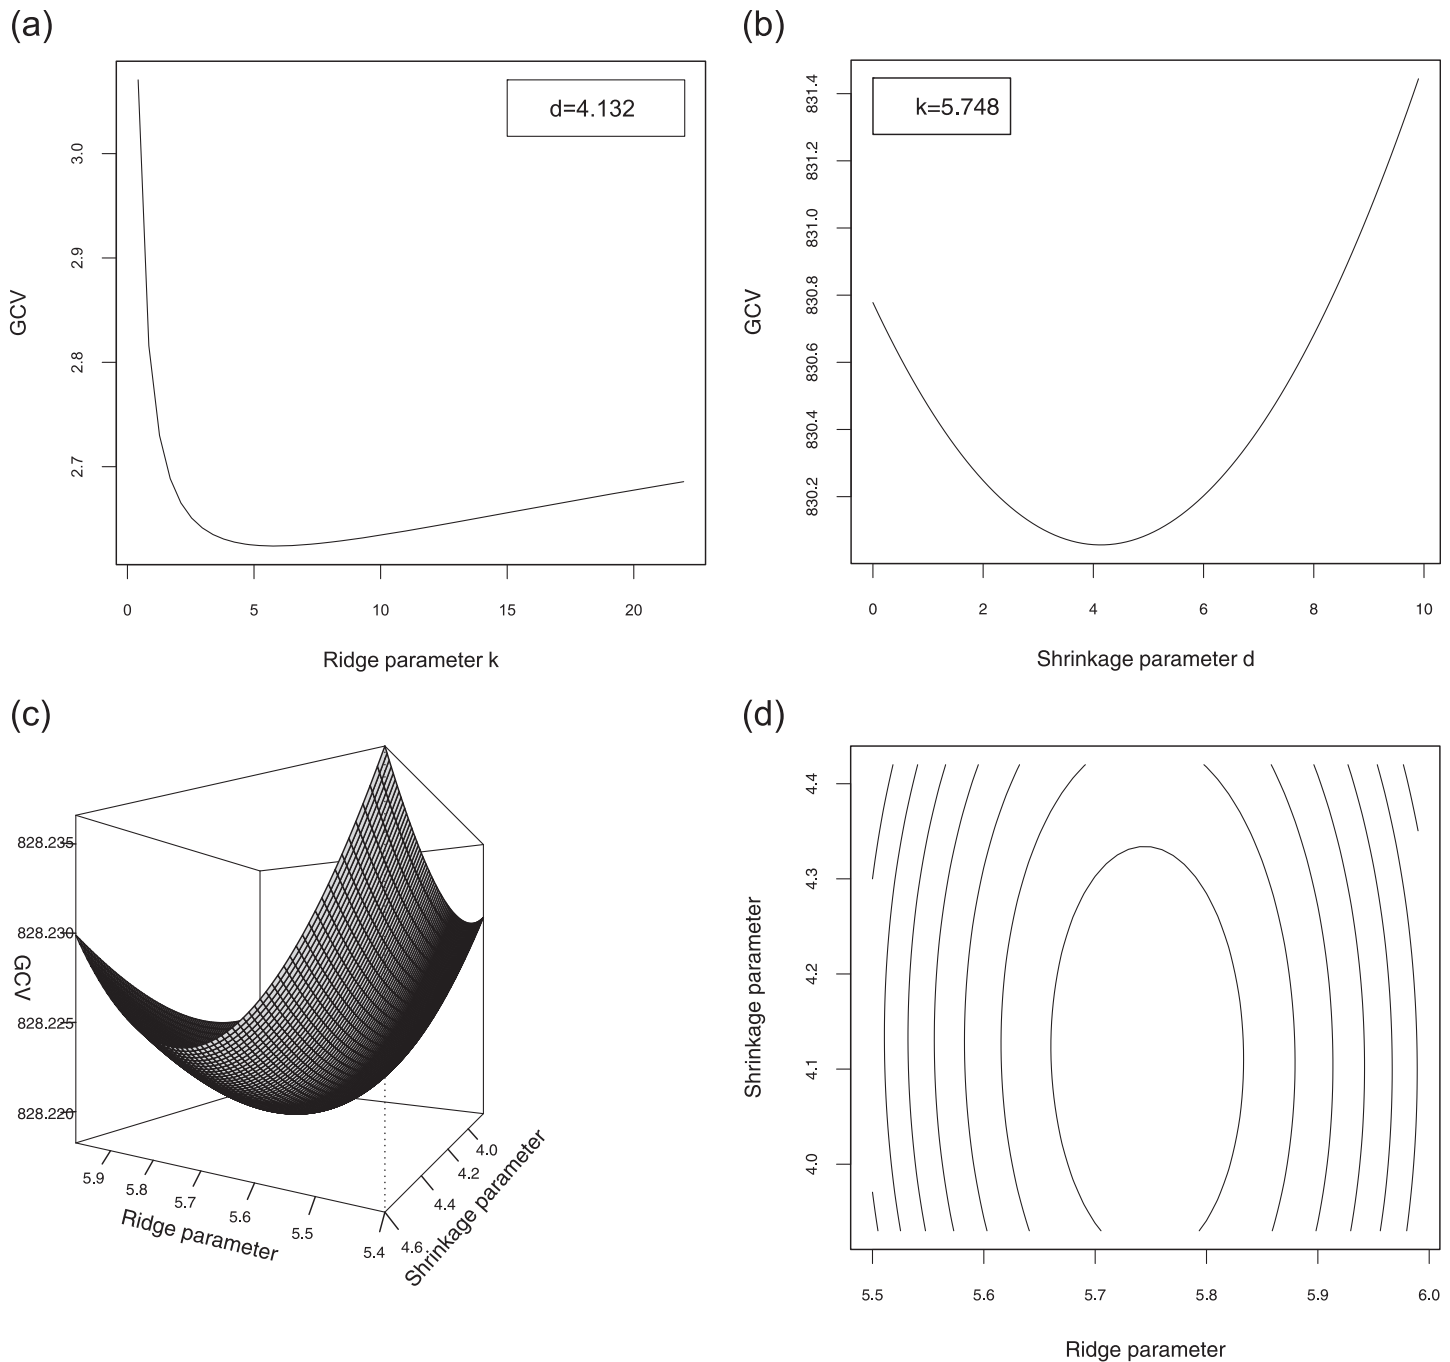 (a)
d=4.132
3.0
2.9
2.8
2.7
GCV
0 5 10 15 20
Ridge parameter k
(b)
k=5.748
831.4
831.2
831.0
830.8
830.6
830.4
830.2
GCV
0 2 4 6 8 10
Shrinkage parameter d
(c)
828.235
828.230
828.225
828.220
GCV
5.9 5.8 5.7 5.6 5.5 5.4
Ridge parameter
4.0
4.2
4.4
4.6
Shrinkage parameter
(d)
4.4
4.3
4.2
4.1
4.0
Shrinkage parameter
5.5 5.6 5.7 5.8 5.9 6.0
Ridge parameter